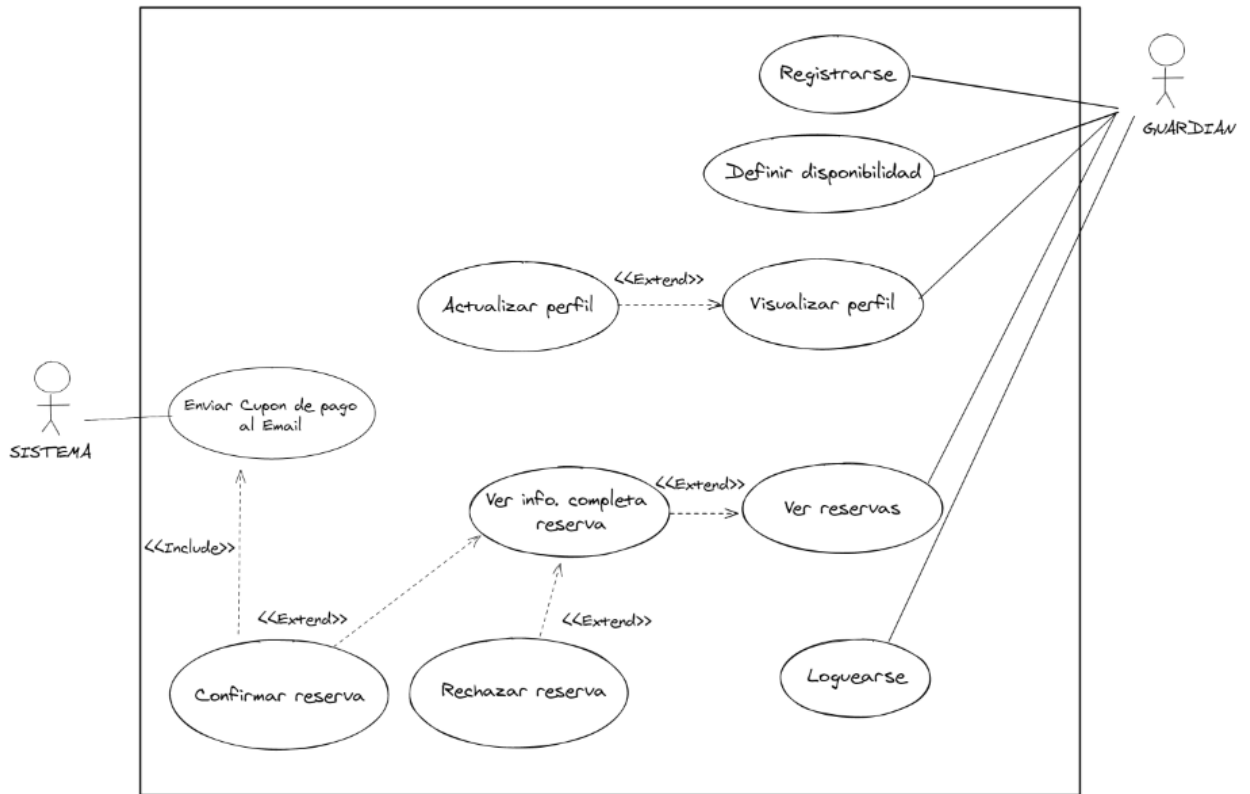 Registrarse
GUARDIAN
Definir disponibilidad
<<Extend>>
Actualizar perfil
Visualizar perfil
SISTEMA
Enviar Cupon de pago
al Email
Ver info. completa
reserva
<<Extend>>
Ver reservas
<<Include>>
<<Extend>>
<<Extend>>
Confirmar reserva
Rechazar reserva
Loguearse